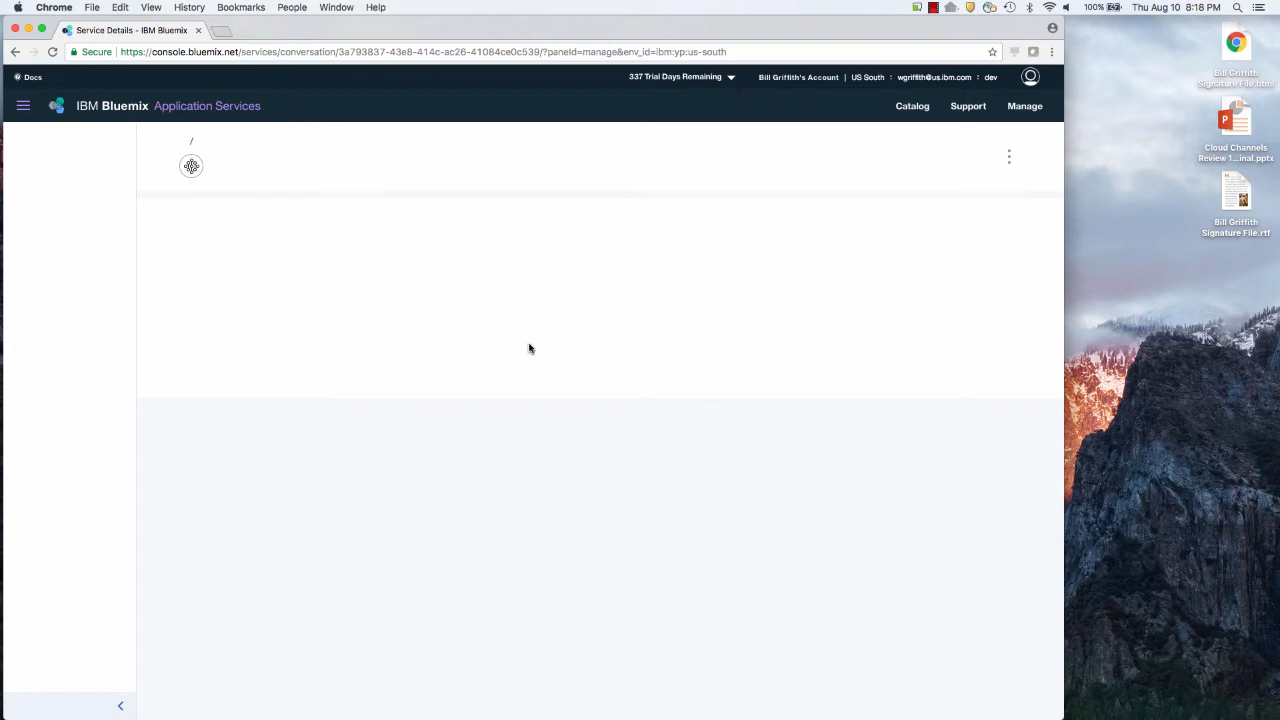 Chrome File Edit View History Bookmarks People Window Help 100% Thu Aug 10 8:18 PM
Service Details - IBM Bluemix
Secure https://console.bluemix.net/services/conversation/3a793837-43e8-414c-ac26-41084ce0c539/?paneId=manage&env_id=ibm:yp:us-south
Docs 337 Trial Days Remaining Bill Griffith's Account | US South : wgriffith@us.ibm.com : dev
IBM Bluemix Application Services Catalog Support Manage
/
Bill Griffith
Signature File.html
Cloud Channels
Review 1...inal.pptx
Bill Griffith
Signature File.rtf